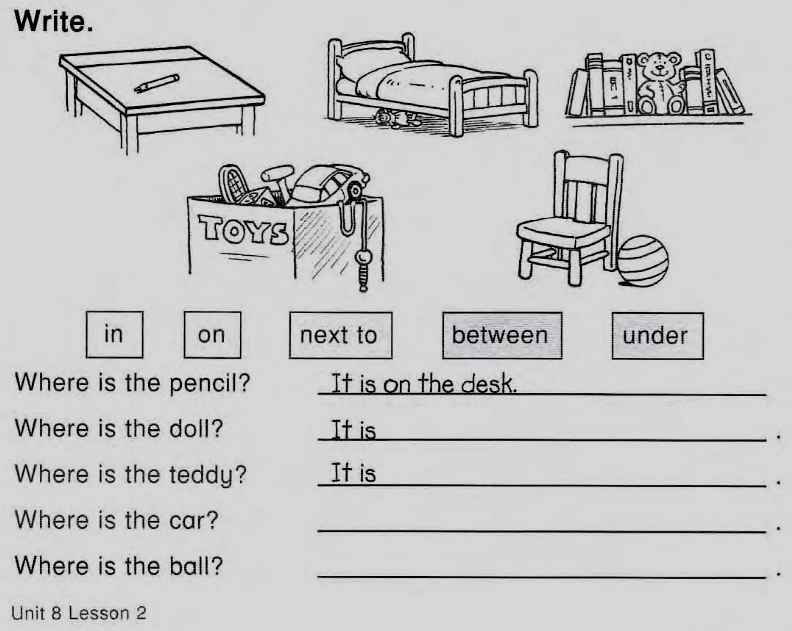 Write.
TOYS
in on next to between under
Where is the pencil? It is on the desk.
Where is the doll? It is .
Where is the teddy? It is .
Where is the car? .
Where is the ball? .
Unit 8 Lesson 2